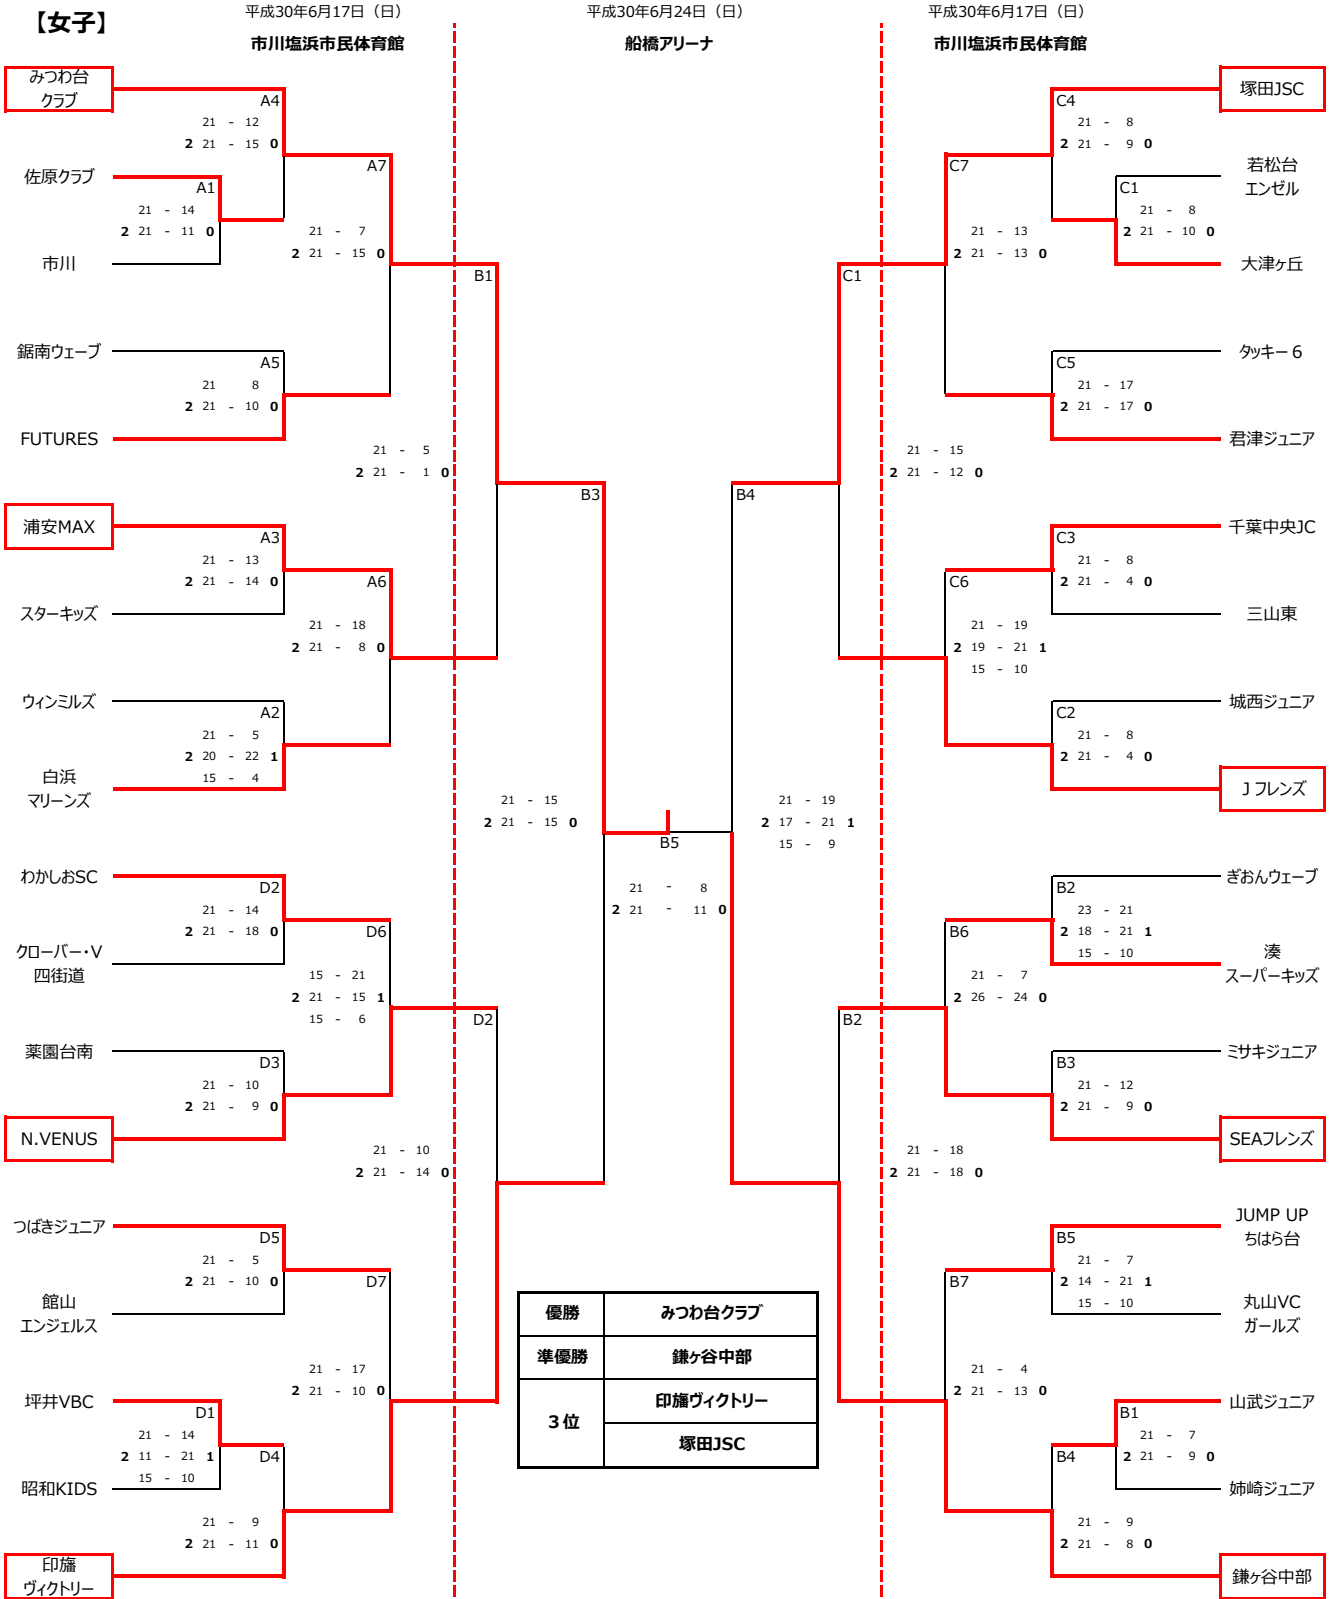 【女子】
平成30年6月17日（日）
市川塩浜市民体育館
平成30年6月24日（日）
船橋アリーナ
平成30年6月17日（日）
市川塩浜市民体育館
みつわ台
クラブ
A4
21 - 12
2 21 - 15 0
佐原クラブ
A1
21 - 14
2 21 - 11 0
市川
A7
21 - 7
2 21 - 15 0
鋸南ウェーブ
A5
21 8
2 21 - 10 0
FUTURES
B1
21 - 5
2 21 - 1 0
浦安MAX
A3
21 - 13
2 21 - 14 0
スターキッズ
A6
21 - 18
2 21 - 8 0
ウィンミルズ
A2
21 - 5
2 20 - 22 1
15 - 4
白浜
マリーンズ
B3
21 - 15
2 21 - 15 0
わかしおSC
D2
21 - 14
2 21 - 18 0
クローバー・V
四街道
D6
15 - 21
2 21 - 15 1
15 - 6
薬園台南
D3
21 - 10
2 21 - 9 0
N.VENUS
D2
21 - 10
2 21 - 14 0
つばきジュニア
D5
21 - 5
2 21 - 10 0
館山
エンジェルス
D7
21 - 17
2 21 - 10 0
坪井VBC
D1
21 - 14
2 11 - 21 1
15 - 10
昭和KIDS
D4
21 - 9
2 21 - 11 0
印旛
ヴィクトリー
B5
21 - 8
2 21 - 11 0
塚田JSC
C4
21 - 8
2 21 - 9 0
若松台
エンゼル
C1
21 - 8
2 21 - 10 0
大津ヶ丘
C7
21 - 13
2 21 - 13 0
タッキー６
C5
21 - 17
2 21 - 17 0
君津ジュニア
C1
21 - 15
2 21 - 12 0
千葉中央JC
C3
21 - 8
2 21 - 4 0
三山東
C6
21 - 19
2 19 - 21 1
15 - 10
城西ジュニア
C2
21 - 8
2 21 - 4 0
Ｊフレンズ
B4
21 - 19
2 17 - 21 1
15 - 9
ぎおんウェーブ
B2
23 - 21
2 18 - 21 1
15 - 10
湊
スーパーキッズ
B6
21 - 7
2 26 - 24 0
ミサキジュニア
B3
21 - 12
2 21 - 9 0
SEAフレンズ
B2
21 - 18
2 21 - 18 0
JUMP UP
ちはら台
B5
21 - 7
2 14 - 21 1
15 - 10
丸山VC
ガールズ
B7
21 - 4
2 21 - 13 0
山武ジュニア
B1
21 - 7
2 21 - 9 0
姉崎ジュニア
B4
21 - 9
2 21 - 8 0
鎌ヶ谷中部
優勝 みつわ台クラブ
準優勝 鎌ヶ谷中部
３位 印旛ヴィクトリー
塚田JSC